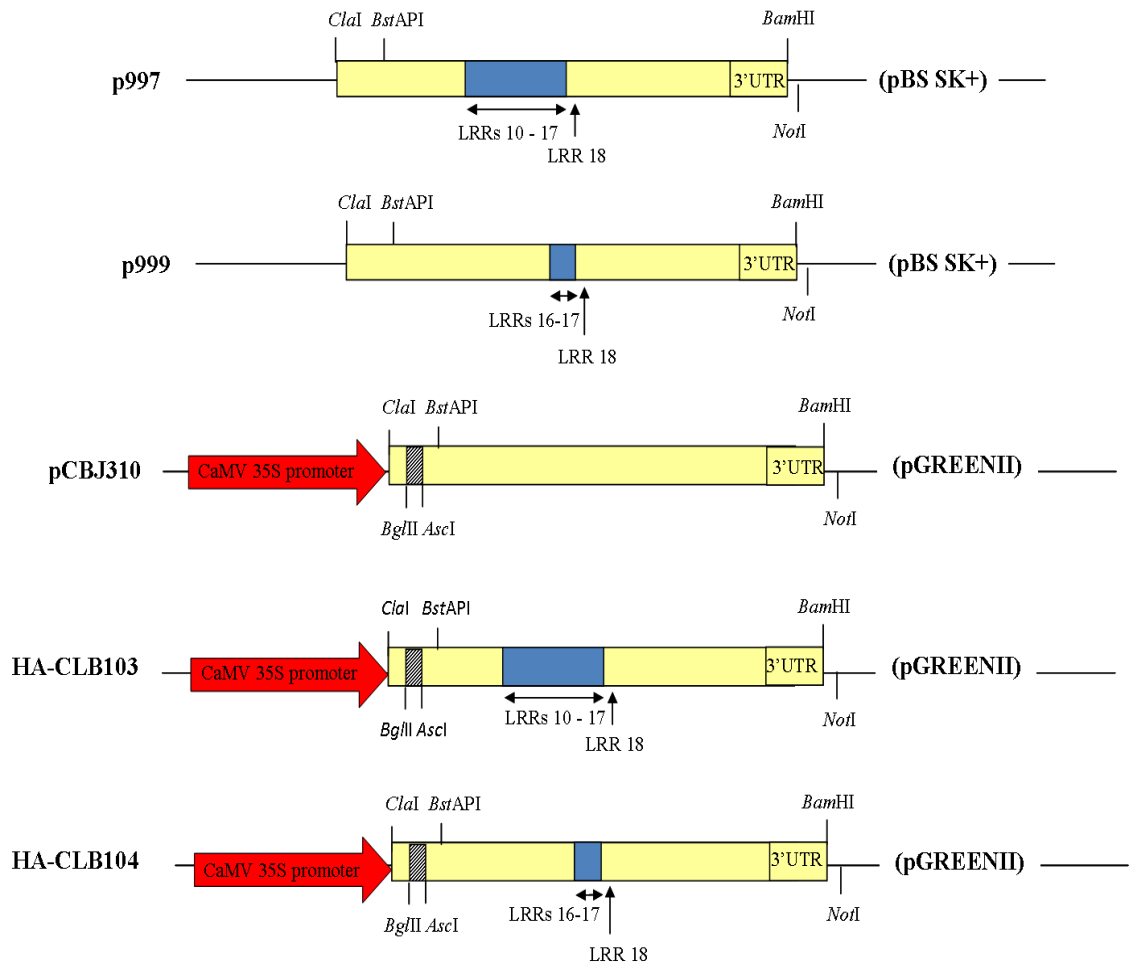 ClaI BstAPI BamHI
p997 3’UTR (pBS SK+)
LRRs 10 - 17 NotI
LRR 18
ClaI BstAPI BamHI
p999 3’UTR (pBS SK+)
LRRs 16-17 NotI
LRR 18
ClaI BstAPI BamHI
pCBJ310 CaMV 35S promoter 3’UTR (pGREENII)
BglII AscI NotI
ClaI BstAPI BamHI
HA-CLB103 CaMV 35S promoter 3’UTR (pGREENII)
BglII AscI LRRs 10 - 17 NotI
LRR 18
ClaI BstAPI BamHI
HA-CLB104 CaMV 35S promoter 3’UTR (pGREENII)
BglII AscI LRRs 16-17 NotI
LRR 18